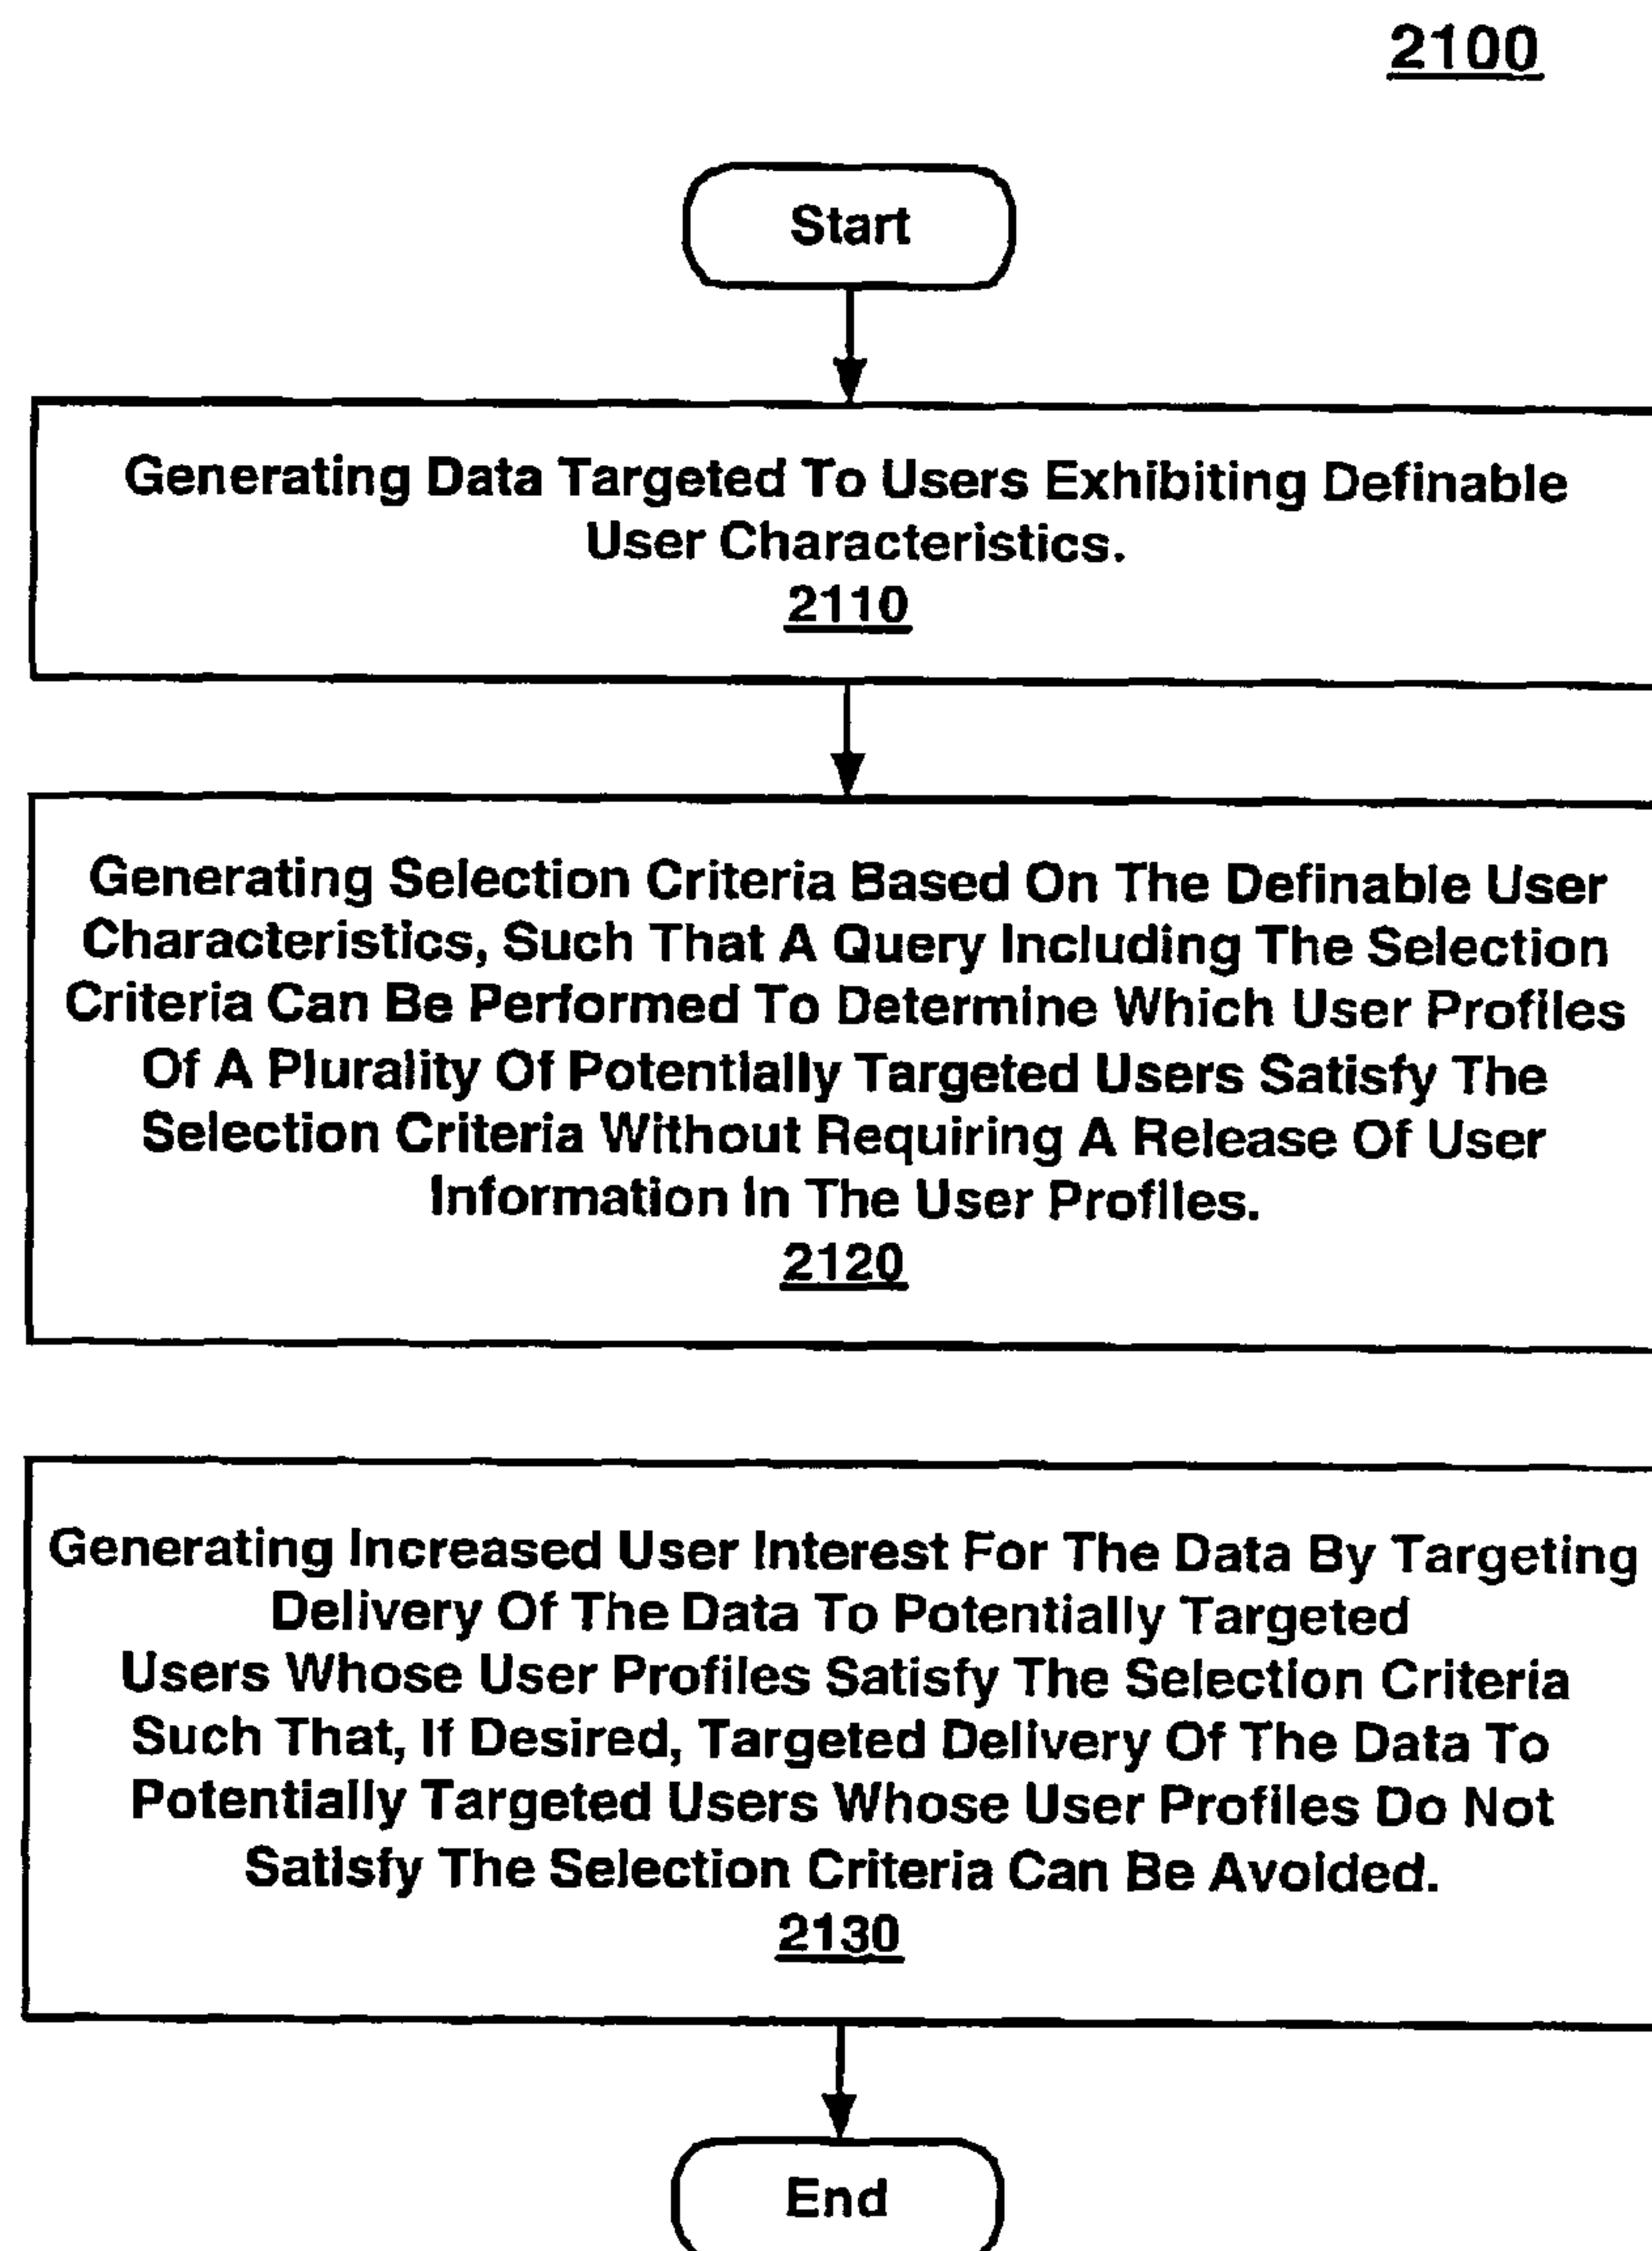 2100
Start
Generating Data Targeted To Users Exhibiting Definable
User Characteristics.
2110
Generating Selection Criteria Based On The Definable User
Characteristics, Such That A Query Including The Selection
Criteria Can Be Performed To Determine Which User Profiles
Of A Plurality Of Potentially Targeted Users Satisfy The
Selection Criteria Without Requiring A Release Of User
Information In The User Profiles.
2120
Generating Increased User Interest For The Data By Targeting
Delivery Of The Data To Potentially Targeted
Users Whose User Profiles Satisfy The Selection Criteria
Such That, If Desired, Targeted Delivery Of The Data To
Potentially Targeted Users Whose User Profiles Do Not
Satisfy The Selection Criteria Can Be Avoided.
2130
End